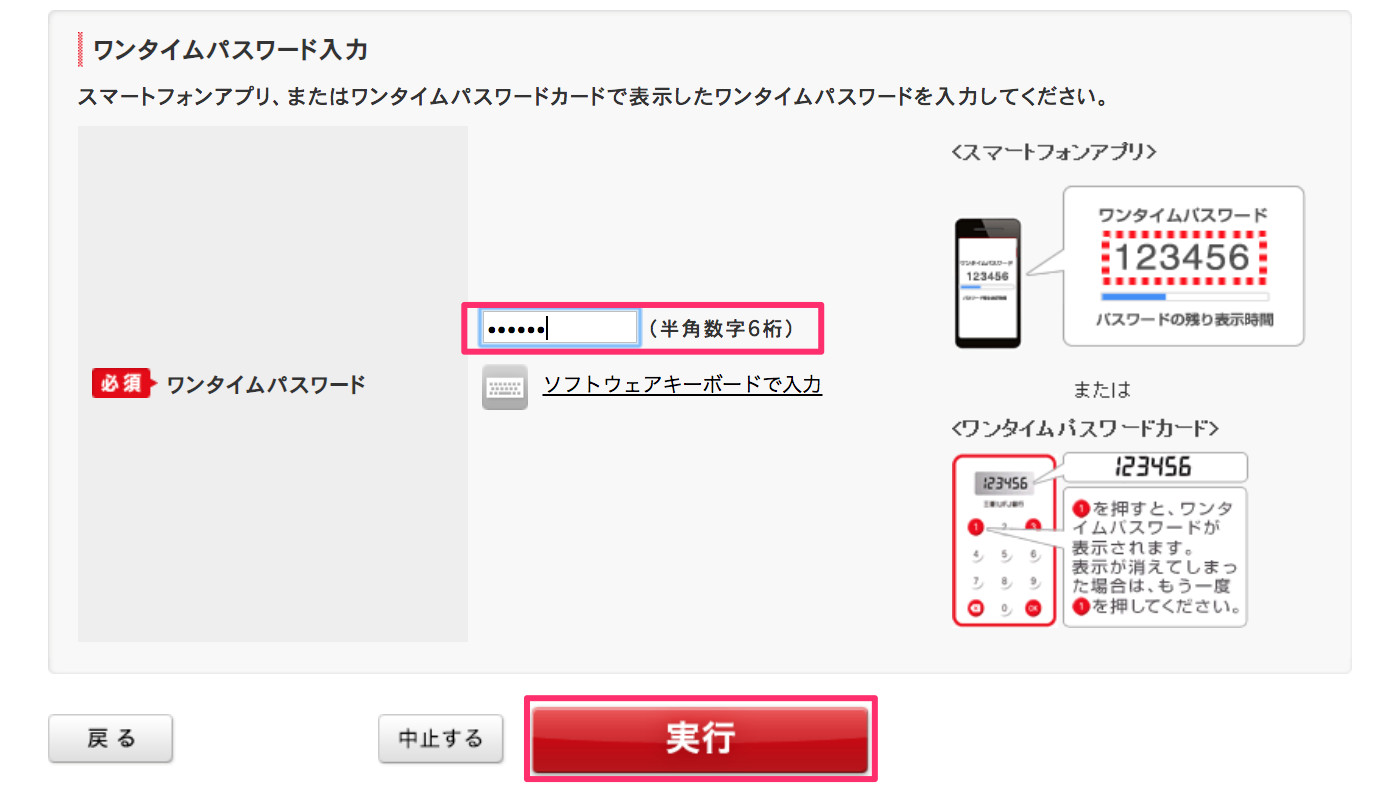 ワンタイムパスワード入力
スマートフォンアプリ、またはワンタイムパスワードカードで表示したワンタイムパスワードを入力してください。
<スマートフォンアプリ>
ワンタイムパスワード
123456
パスワードの残り表示時間
ワンタイムパスワード
123456
••••••
(半角数字6桁)
必須
ワンタイムパスワード
ソフトウェアキーボードで入力
または
<ワンタイムパスワードカード>
123456
123456
三菱UFJ銀行
1 2 3
4 5 6
7 8 9
0 OK
1を押すと、ワンタ
イムパスワードが
表示されます。
表示が消えてしまっ
た場合は、もう一度
1を押してください。
戻る
中止する
実行